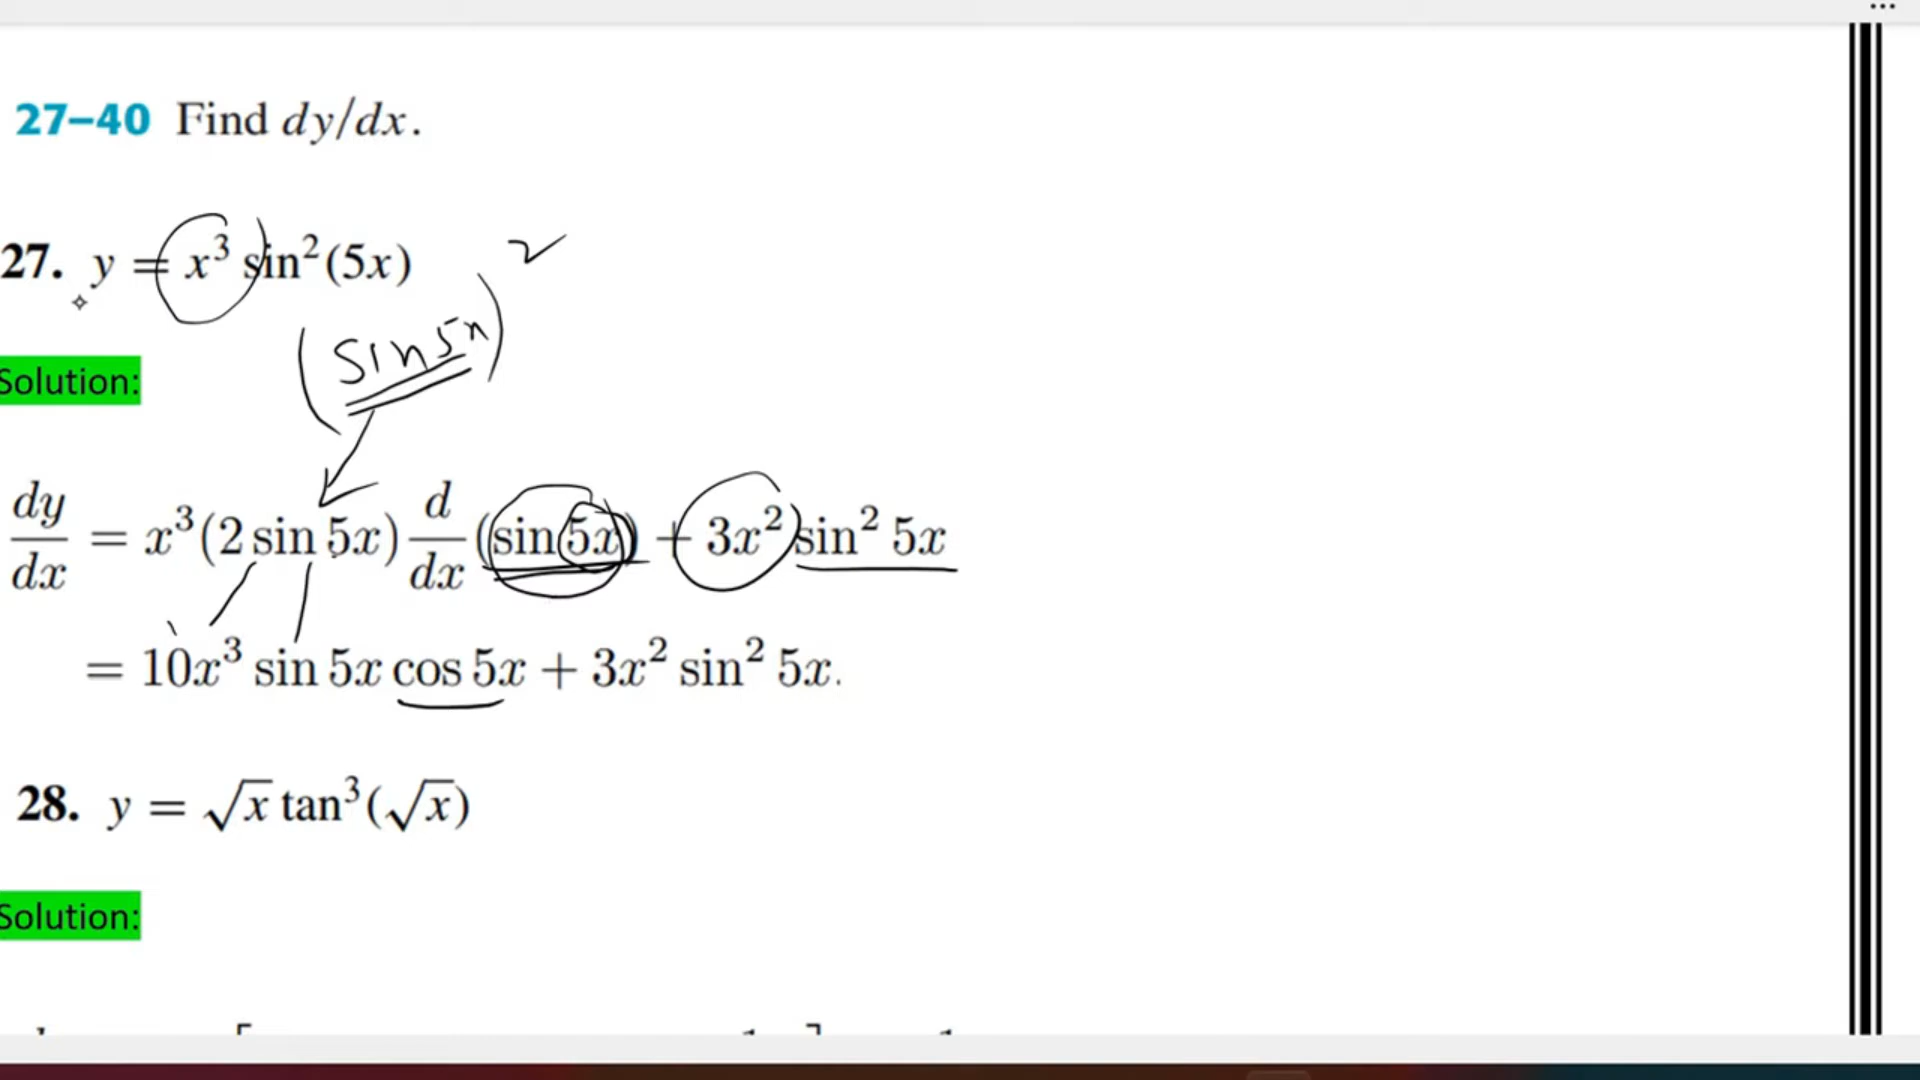 ...
27–40 Find dy/dx.
27. y = x³ sin²(5x)
2
(sin 5x)
Solution:
dy/dx = x³(2 sin 5x) d/dx (sin 5x) + 3x² sin² 5x
= 10x³ sin 5x cos 5x + 3x² sin² 5x.
28. y = √x tan³(√x)
Solution: